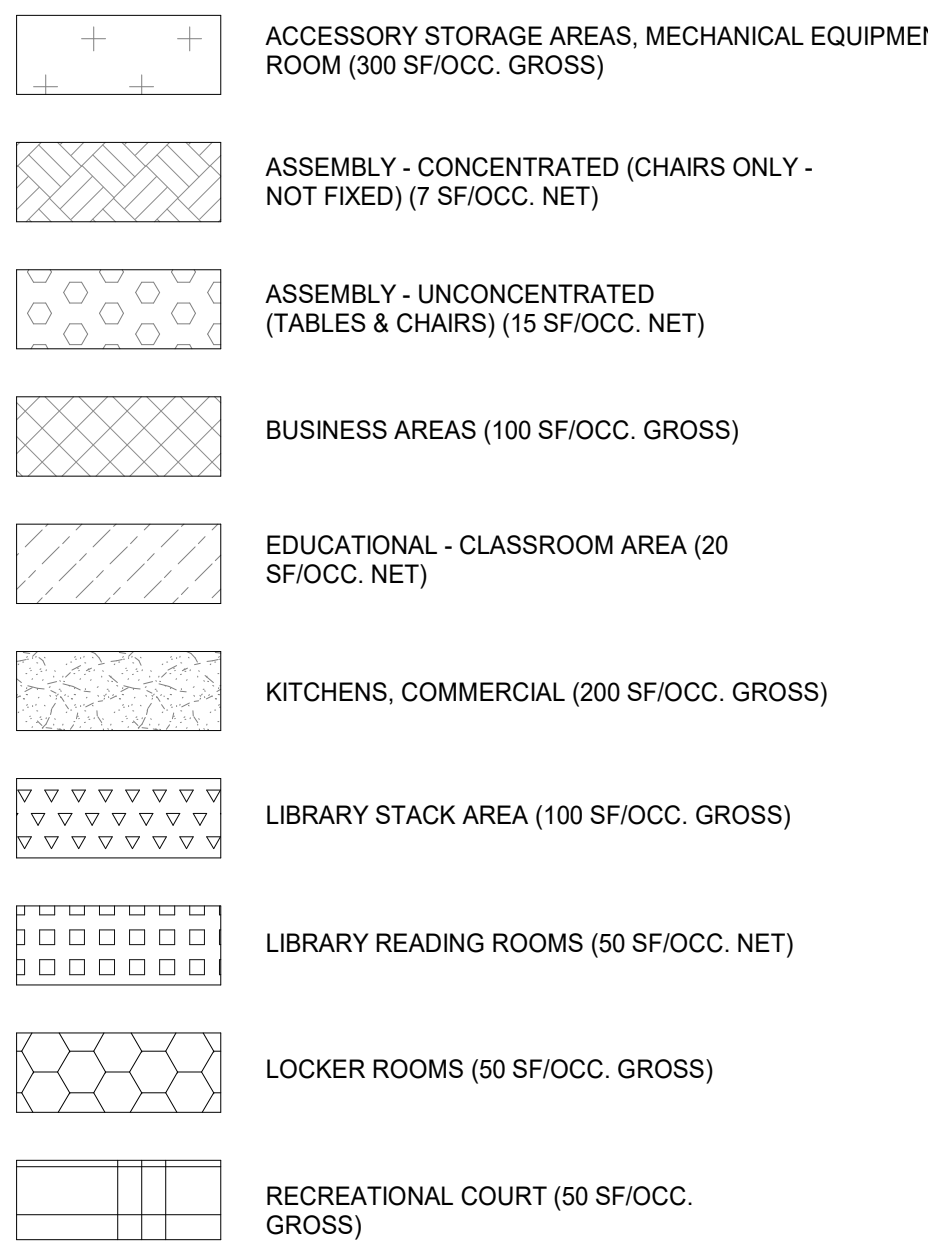 ACCESSORY STORAGE AREAS, MECHANICAL EQUIPMEN
ROOM (300 SF/OCC. GROSS)
ASSEMBLY - CONCENTRATED (CHAIRS ONLY -
NOT FIXED) (7 SF/OCC. NET)
ASSEMBLY - UNCONCENTRATED
(TABLES & CHAIRS) (15 SF/OCC. NET)
BUSINESS AREAS (100 SF/OCC. GROSS)
EDUCATIONAL - CLASSROOM AREA (20
SF/OCC. NET)
KITCHENS, COMMERCIAL (200 SF/OCC. GROSS)
LIBRARY STACK AREA (100 SF/OCC. GROSS)
LIBRARY READING ROOMS (50 SF/OCC. NET)
LOCKER ROOMS (50 SF/OCC. GROSS)
RECREATIONAL COURT (50 SF/OCC.
GROSS)